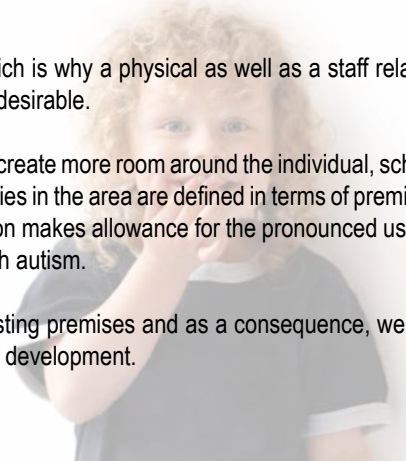 ich is why a physical as well as a staff rela
desirable.
create more room around the individual, sch
ies in the area are defined in terms of premi
on makes allowance for the pronounced us
h autism.
sting premises and as a consequence, we
development.